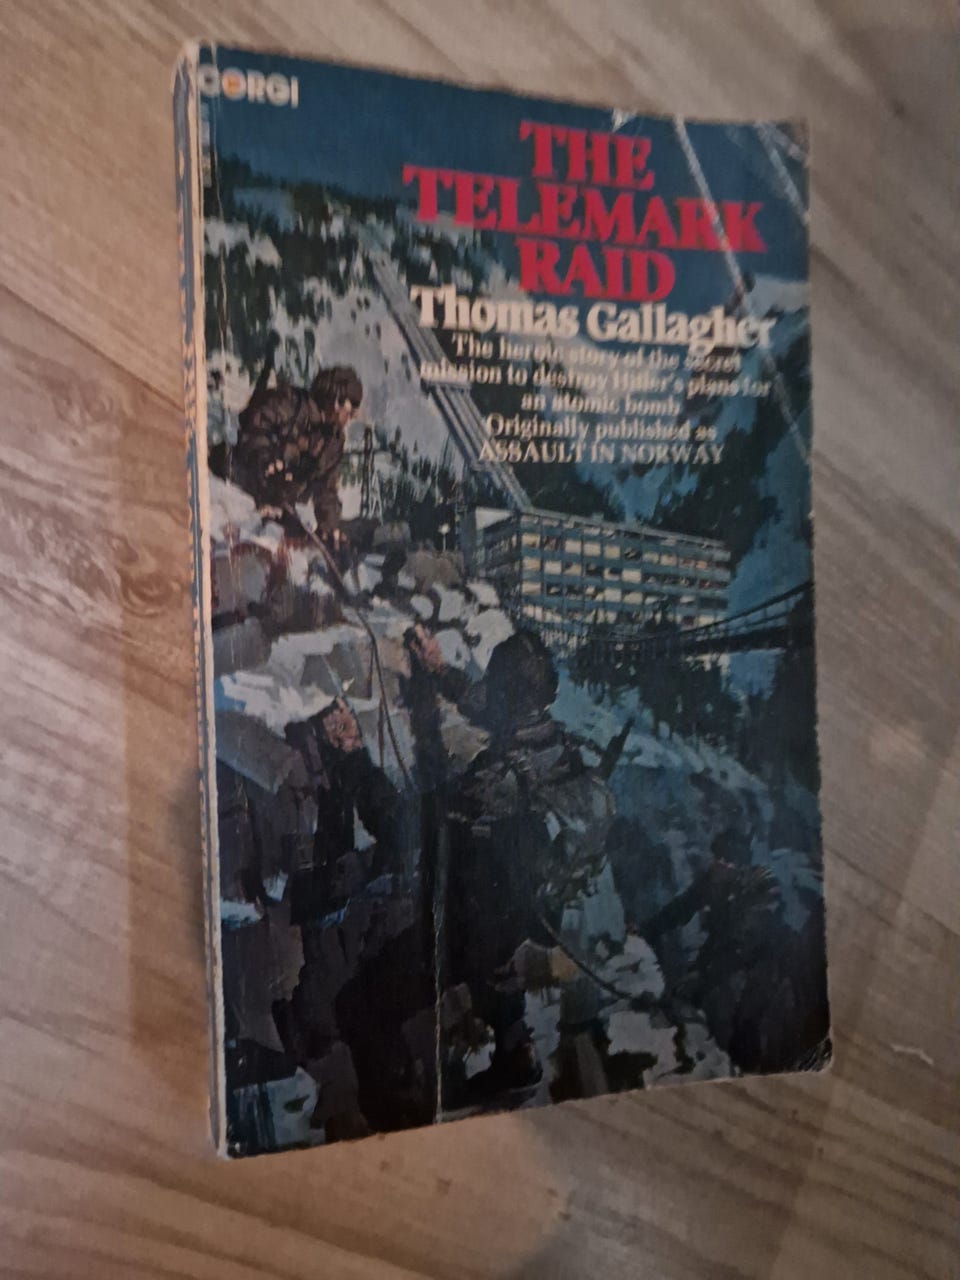 CORGI
THE
TELEMARK
RAID
Thomas Gallagher
The heroic story of the secret
mission to destroy Hitler's plans for
an atomic bomb
Originally published as
ASSAULT IN NORWAY